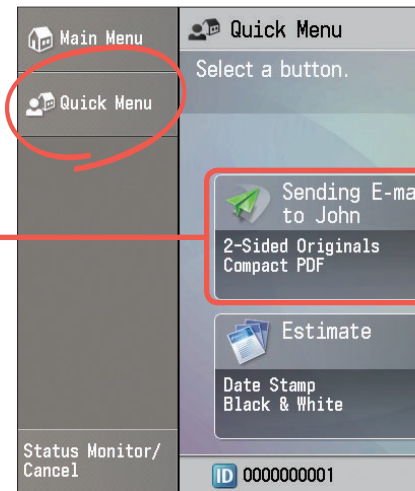 Main Menu
Quick Menu
Status Monitor/
Cancel
Quick Menu
Select a button.
Sending E-ma
to John
2-Sided Originals
Compact PDF
Estimate
Date Stamp
Black & White
ID 0000000001